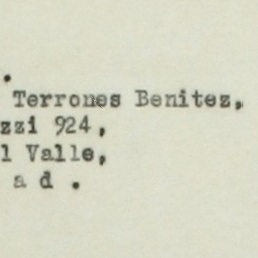 .
Terrones Benitez,
zzi 924,
l Valle,
a d .